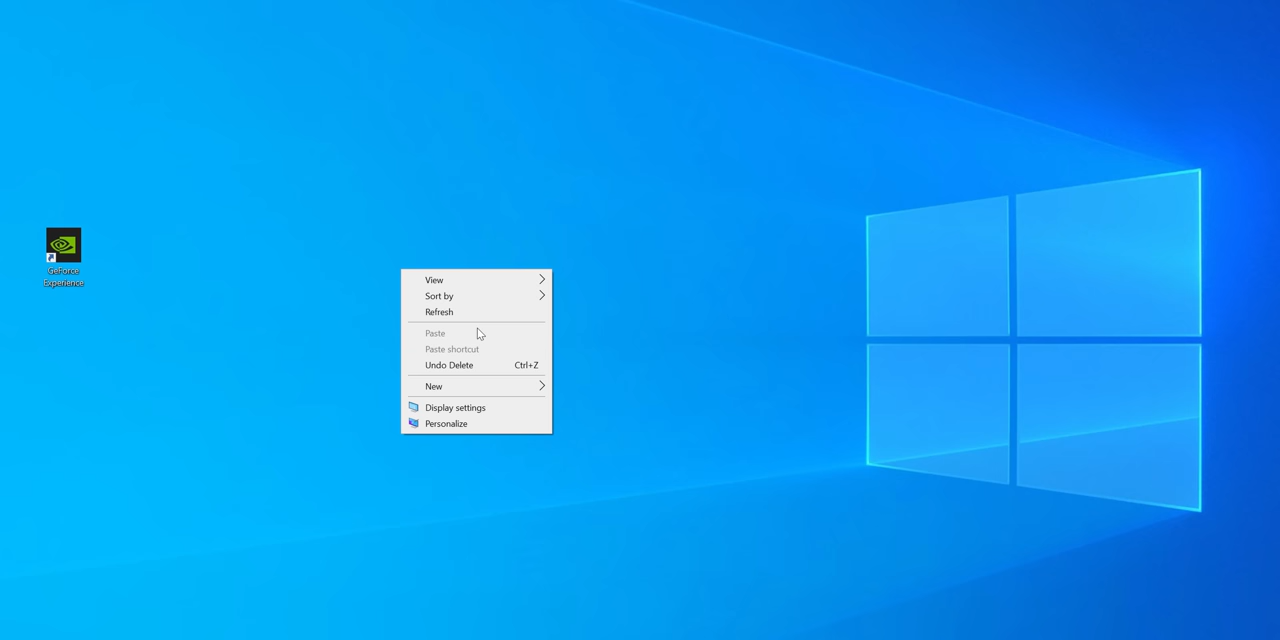 GeForce
Experience
View
Sort by
Refresh
Paste
Paste shortcut
Undo Delete Ctrl+Z
New
Display settings
Personalize